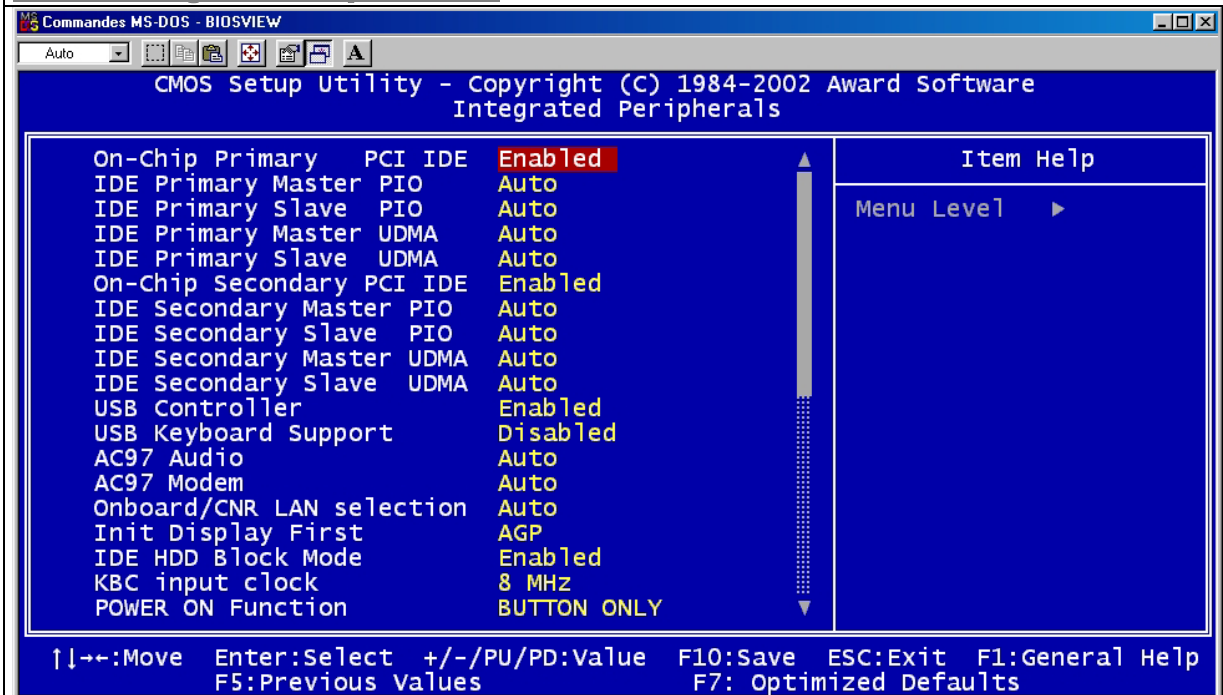 Commandes MS-DOS - BIOSVIEW
Auto
A
CMOS Setup Utility - Copyright (C) 1984-2002 Award Software
Integrated Peripherals
On-Chip Primary PCI IDE Enabled
IDE Primary Master PIO Auto
IDE Primary Slave PIO Auto
IDE Primary Master UDMA Auto
IDE Primary Slave UDMA Auto
On-Chip Secondary PCI IDE Enabled
IDE Secondary Master PIO Auto
IDE Secondary Slave PIO Auto
IDE Secondary Master UDMA Auto
IDE Secondary Slave UDMA Auto
USB Controller Enabled
USB Keyboard Support Disabled
AC97 Audio Auto
AC97 Modem Auto
Onboard/CNR LAN selection Auto
Init Display First AGP
IDE HDD Block Mode Enabled
KBC input clock 8 MHz
POWER ON Function BUTTON ONLY
Item Help
Menu Level ►
↑↓→←:Move Enter:Select +/-/PU/PD:Value F10:Save ESC:Exit F1:General Help
F5:Previous Values F7: Optimized Defaults